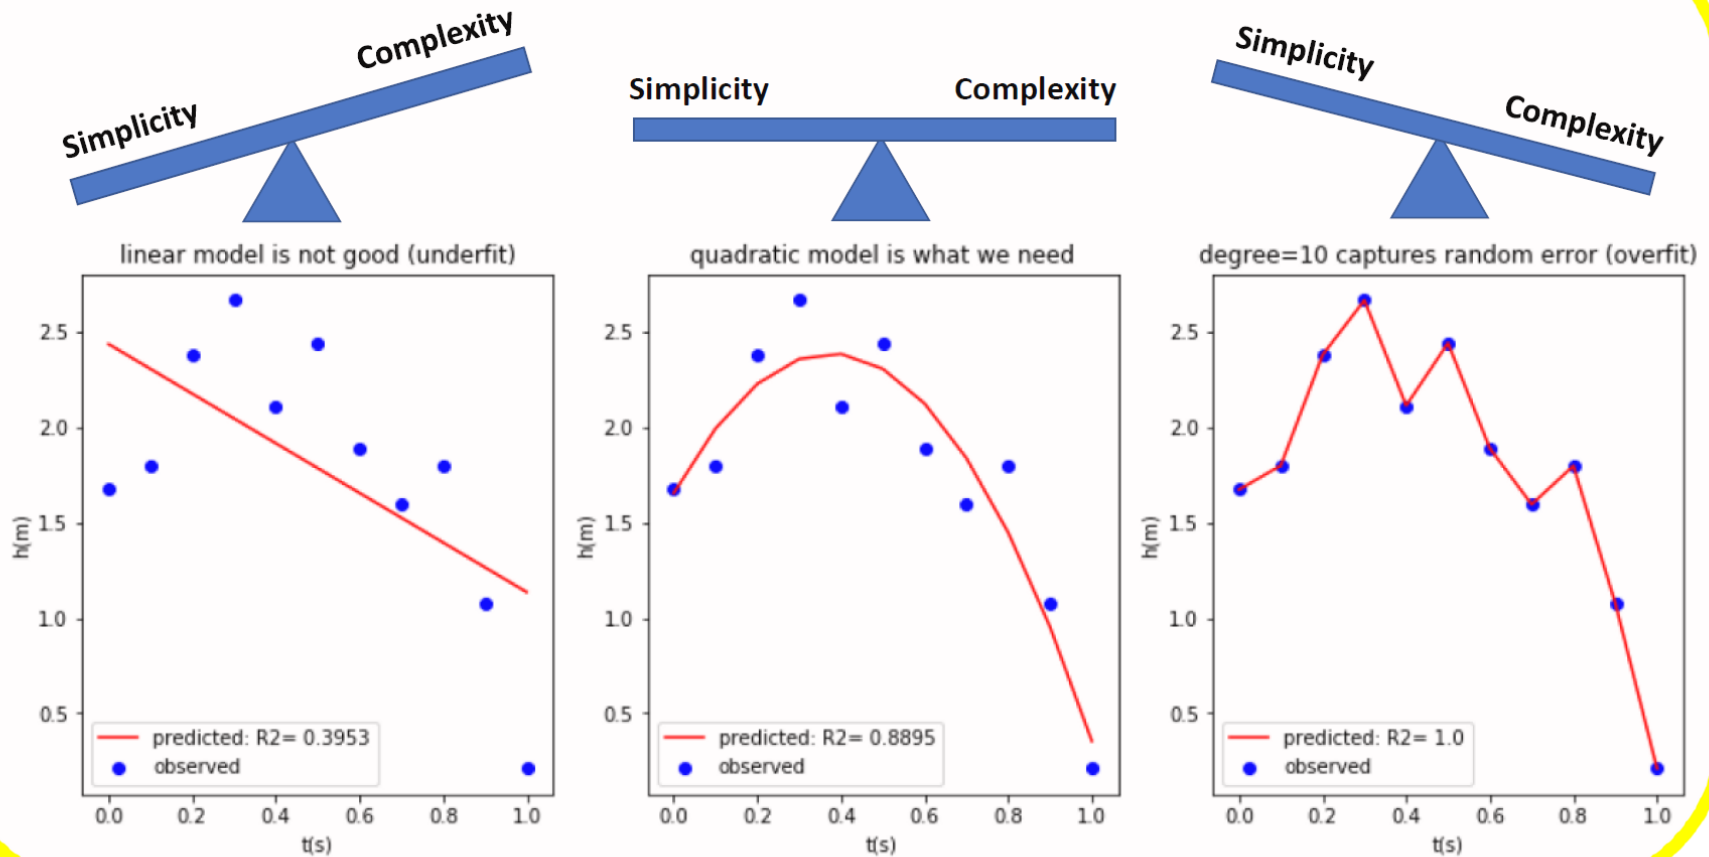 Simplicity
Complexity
Simplicity
Complexity
Simplicity
Complexity
linear model is not good (underfit)
h(m)
2.5
2.0
1.5
1.0
0.5
predicted: R2= 0.3953
observed
0.0 0.2 0.4 0.6 0.8 1.0
t(s)
quadratic model is what we need
h(m)
2.5
2.0
1.5
1.0
0.5
predicted: R2= 0.8895
observed
0.0 0.2 0.4 0.6 0.8 1.0
t(s)
degree=10 captures random error (overfit)
h(m)
2.5
2.0
1.5
1.0
0.5
predicted: R2= 1.0
observed
0.0 0.2 0.4 0.6 0.8 1.0
t(s)